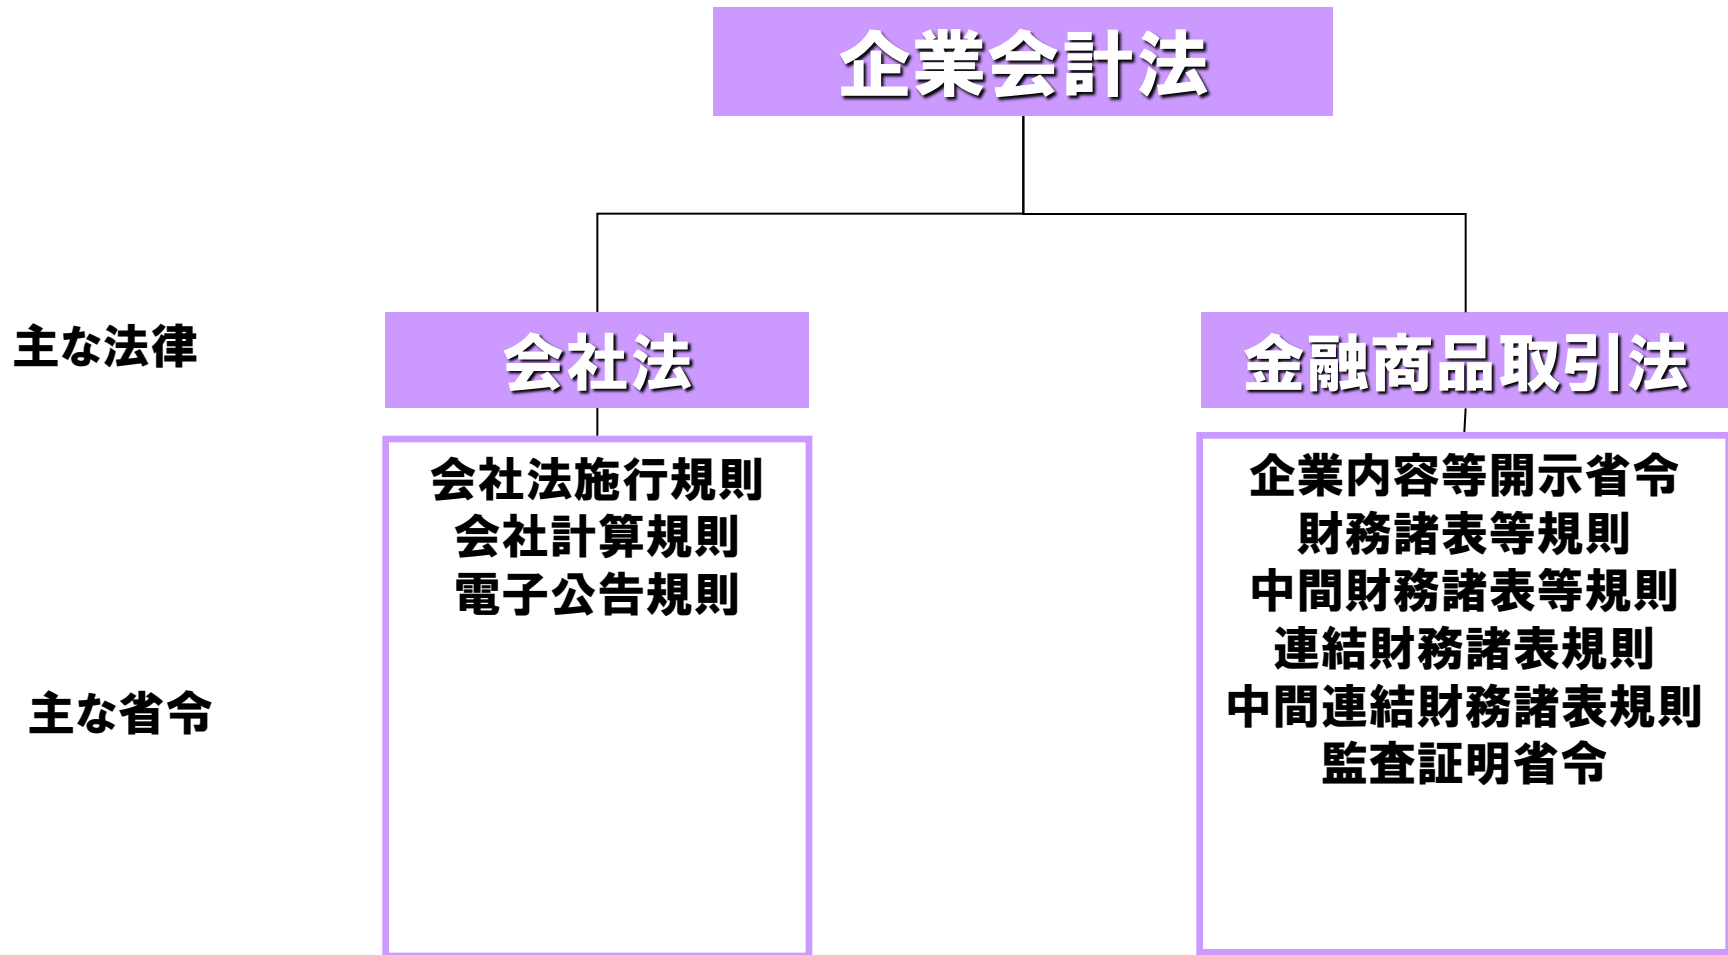 企業会計法
主な法律
会社法
金融商品取引法
主な省令
会社法施行規則
会社計算規則
電子公告規則
企業内容等開示省令
財務諸表等規則
中間財務諸表等規則
連結財務諸表規則
中間連結財務諸表規則
監査証明省令